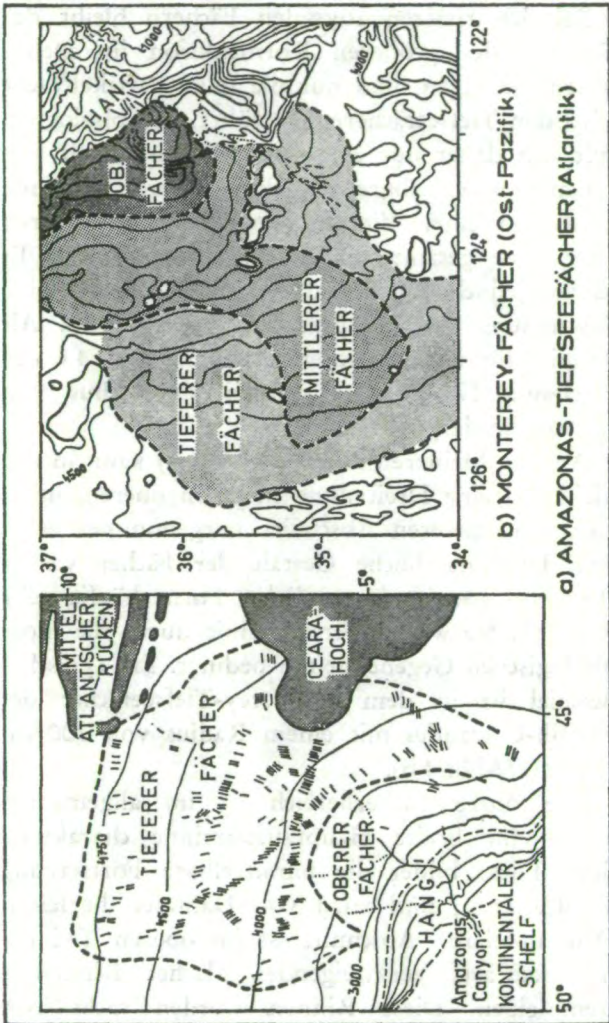 MITTEL-
ATLANTISCHER
RÜCKEN
10°
TIEFERER
FÄCHER
4750
4500
4000
3000
CEARA-
HOCH
5°
OBERER
FÄCHER
HANG
Amazonas
Canyon
KONTINENTALER
SCHELF
50°
45°
a) AMAZONAS-TIEFSEEFÄCHER (Atlantik)
37°
36°
35°
34°
4500
TIEFERER
FÄCHER
MITTLERER
FÄCHER
OB.
FÄCHER
HANG
1000
4000
126°
124°
122°
b) MONTEREY-FÄCHER (Ost-Pazifik)